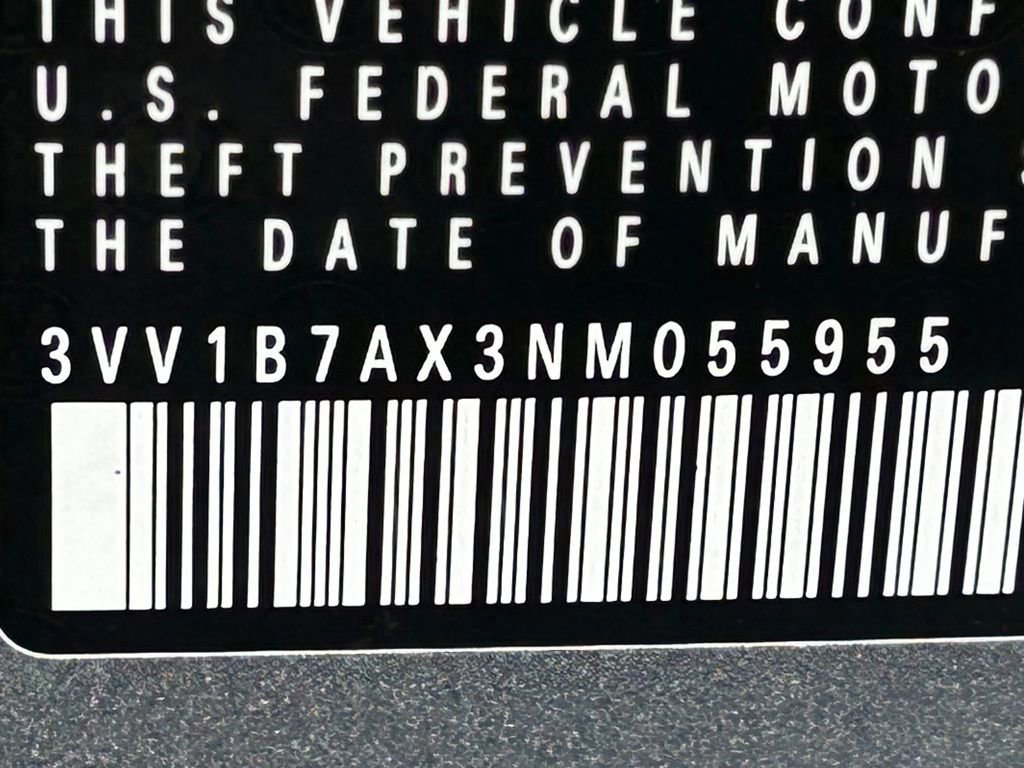 THIS VEHICLE CONF
U.S. FEDERAL MOTO
THEFT PREVENTION
THE DATE OF MANUF
3VV1B7AX3NM055955